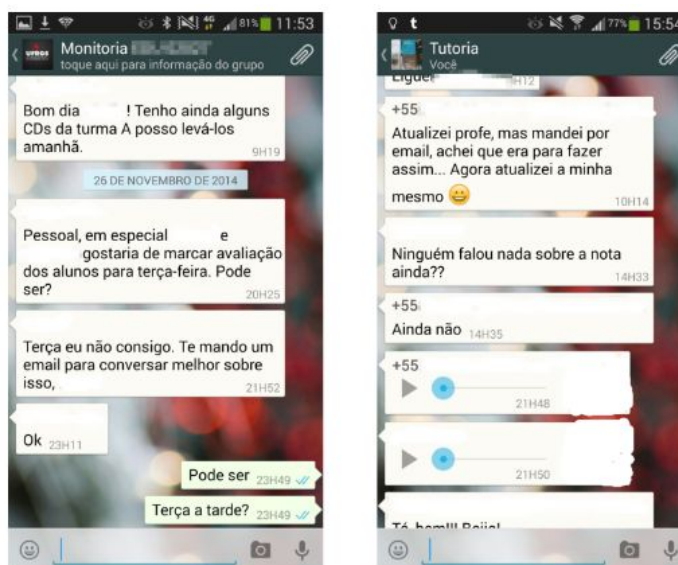 81% 11:53
UFRGS
Monitoria
toque aqui para informação do grupo
Bom dia ! Tenho ainda alguns
CDs da turma A posso levá-los
amanhã.
9H19
26 DE NOVEMBRO DE 2014
Pessoal, em especial e
gostaria de marcar avaliação
dos alunos para terça-feira. Pode
ser?
20H25
Terça eu não consigo. Te mando um
email para conversar melhor sobre
isso,
21H52
Ok 23H11
Pode ser 23H49
Terça a tarde? 23H49
t 77% 15:54
Tutoria
Você
H12
+55
Atualizei profe, mas mandei por
email, achei que era para fazer
assim... Agora atualizei a minha
mesmo 😀
10H14
Ninguém falou nada sobre a nota
ainda??
14H33
+55
Ainda não 14H35
+55
21H48
21H50